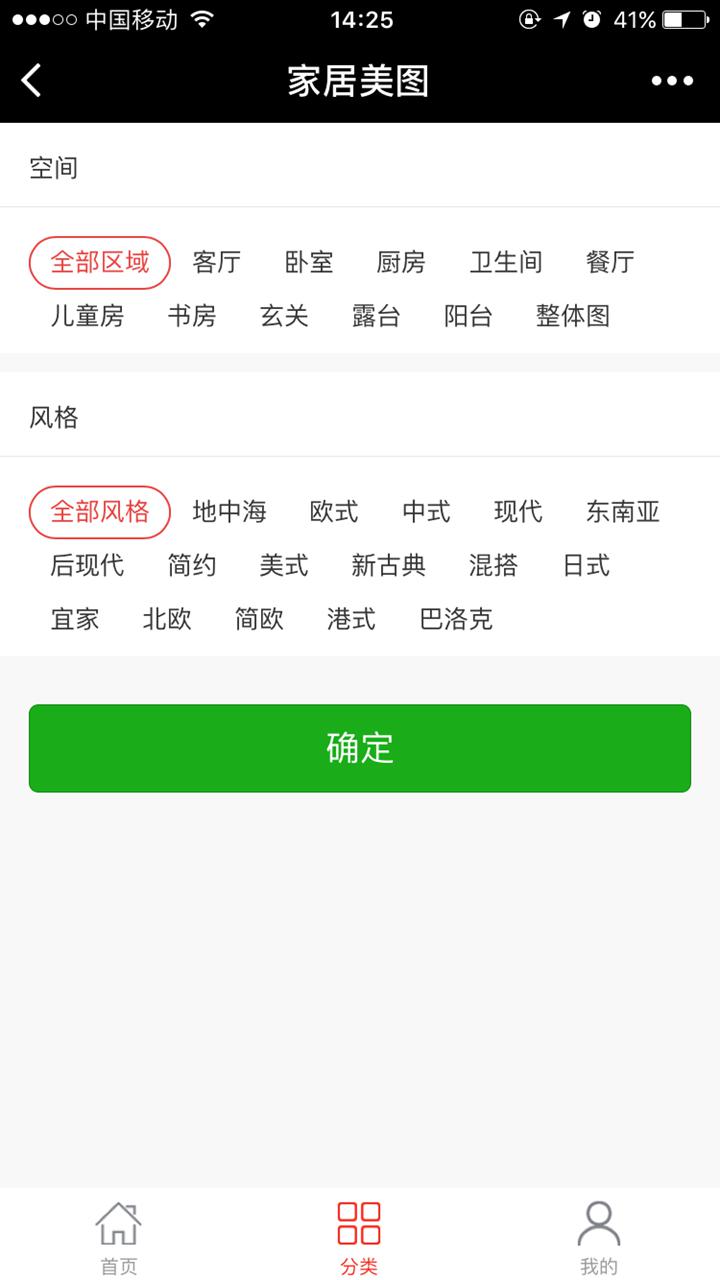 中国移动 14:25 41%
家居美图
空间
全部区域 客厅 卧室 厨房 卫生间 餐厅
儿童房 书房 玄关 露台 阳台 整体图
风格
全部风格 地中海 欧式 中式 现代 东南亚
后现代 简约 美式 新古典 混搭 日式
宜家 北欧 简欧 港式 巴洛克
确定
首页 分类 我的